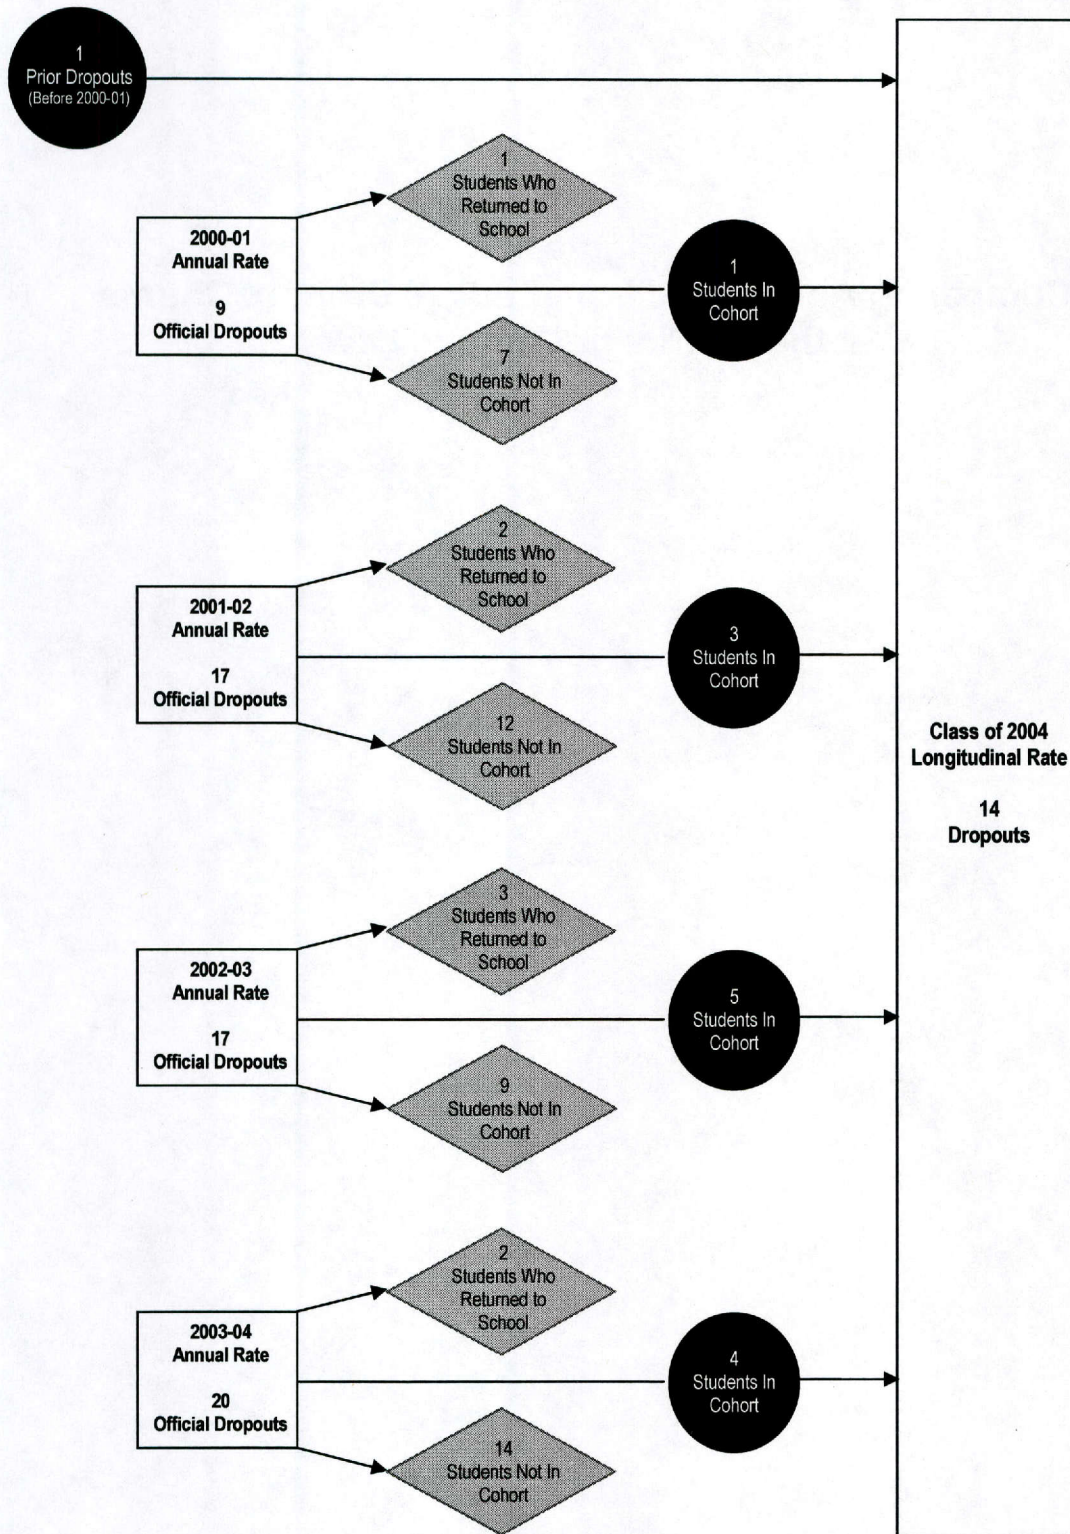 1
Prior Dropouts
(Before 2000-01)
1
Students Who
Returned to
School
2000-01
Annual Rate
9
Official Dropouts
1
Students In
Cohort
7
Students Not In
Cohort
2
Students Who
Returned to
School
2001-02
Annual Rate
17
Official Dropouts
3
Students In
Cohort
12
Students Not In
Cohort
Class of 2004
Longitudinal Rate
14
Dropouts
3
Students Who
Returned to
School
2002-03
Annual Rate
17
Official Dropouts
5
Students In
Cohort
9
Students Not In
Cohort
2
Students Who
Returned to
School
2003-04
Annual Rate
20
Official Dropouts
4
Students In
Cohort
14
Students Not In
Cohort